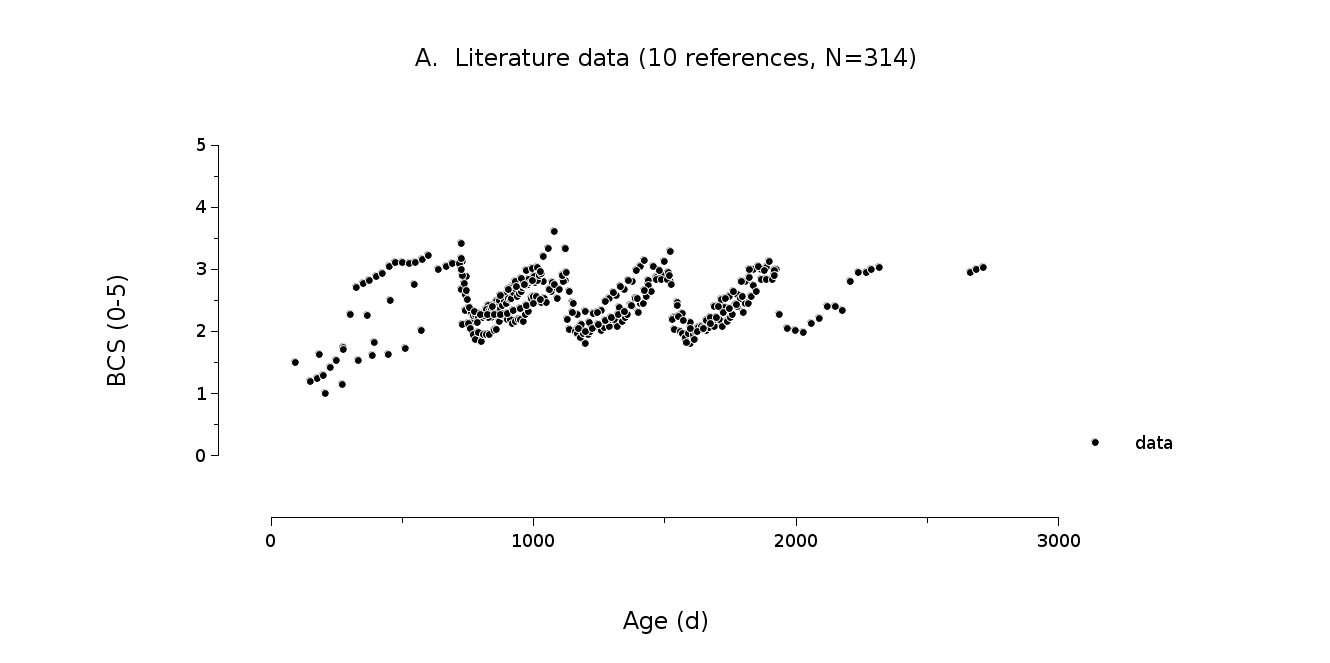 A.  Literature data (10 references, N=314)
5
4
3
2
1
0
BCS (0-5)
data
0 1000 2000 3000
Age (d)